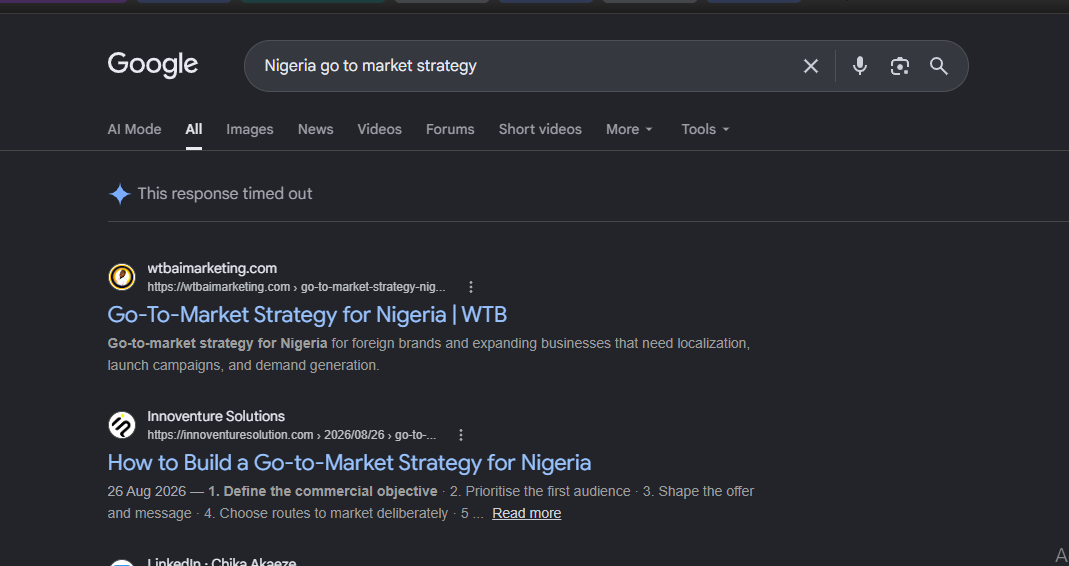 Google
Nigeria go to market strategy
AI Mode All Images News Videos Forums Short videos More Tools
This response timed out
wtbaimarketing.com
https://wtbaimarketing.com › go-to-market-strategy-nig...
Go-To-Market Strategy for Nigeria | WTB
Go-to-market strategy for Nigeria for foreign brands and expanding businesses that need localization,
launch campaigns, and demand generation.
Innoventure Solutions
https://innoventuresolution.com › 2026/08/26 › go-to-...
How to Build a Go-to-Market Strategy for Nigeria
26 Aug 2026 — 1. Define the commercial objective · 2. Prioritise the first audience · 3. Shape the offer
and message · 4. Choose routes to market deliberately · 5 ... Read more
LinkedIn · Chika Akaeze
A